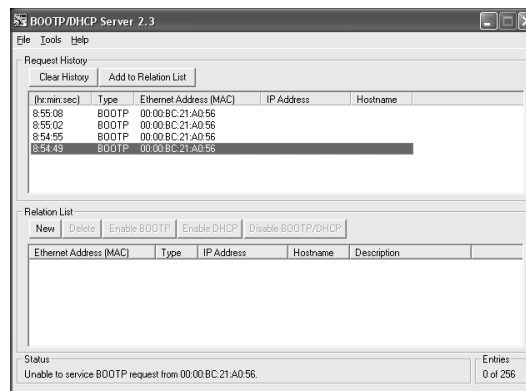 BOOTP/DHCP Server 2.3
File Tools Help
Request History
Clear History Add to Relation List
(hr:min:sec) Type Ethernet Address (MAC) IP Address Hostname
8:55:08 BOOTP 00:00:BC:21:A0:56
8:55:02 BOOTP 00:00:BC:21:A0:56
8:54:55 BOOTP 00:00:BC:21:A0:56
8:54:49 BOOTP 00:00:BC:21:A0:56
Relation List
New Delete Enable BOOTP Enable DHCP Disable BOOTP/DHCP
Ethernet Address (MAC) Type IP Address Hostname Description
Status Entries
Unable to service BOOTP request from 00:00:BC:21:A0:56. 0 of 256